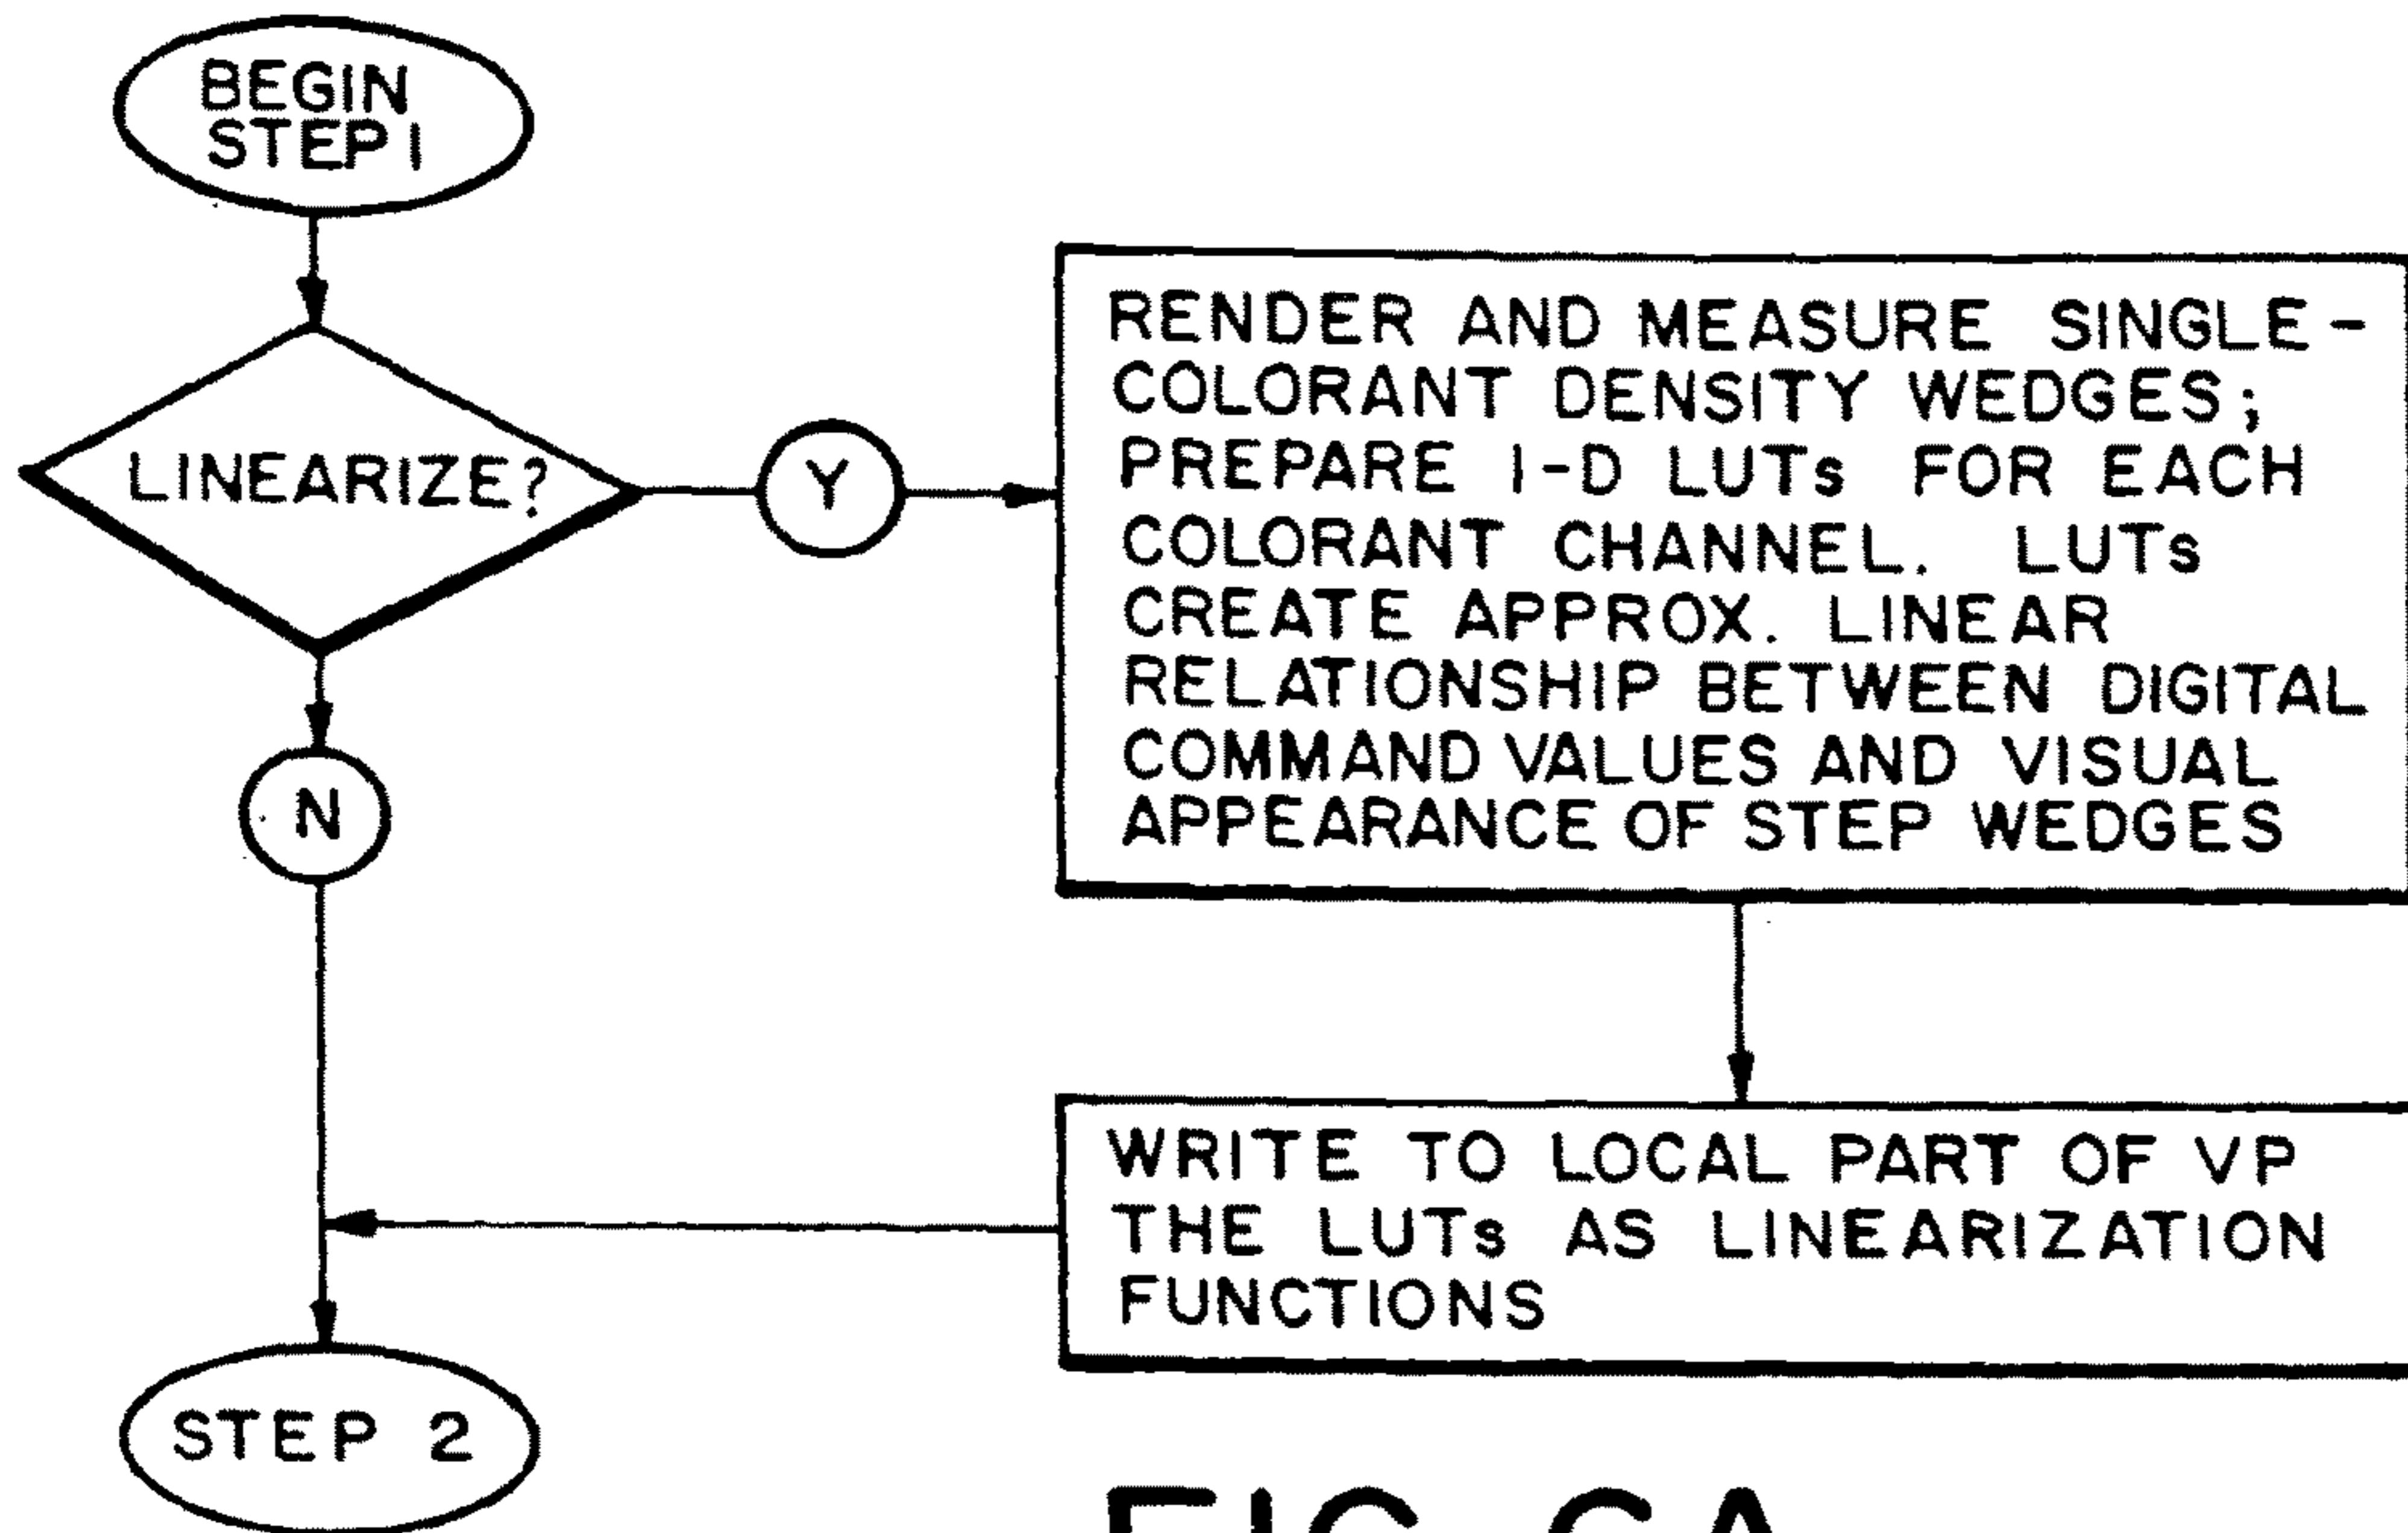 BEGIN
STEP 1
LINEARIZE?
Y
RENDER AND MEASURE SINGLE-
COLORANT DENSITY WEDGES;
PREPARE 1-D LUTs FOR EACH
COLORANT CHANNEL. LUTs
CREATE APPROX. LINEAR
RELATIONSHIP BETWEEN DIGITAL
COMMAND VALUES AND VISUAL
APPEARANCE OF STEP WEDGES
N
WRITE TO LOCAL PART OF VP
THE LUTs AS LINEARIZATION
FUNCTIONS
STEP 2